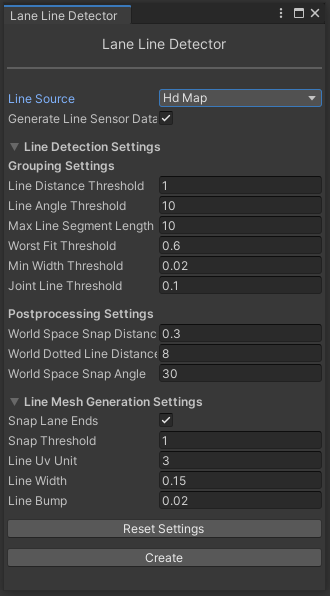 Lane Line Detector
Lane Line Detector
Line Source Hd Map
Generate Line Sensor Data
Line Detection Settings
Grouping Settings
Line Distance Threshold 1
Line Angle Threshold 10
Max Line Segment Length 10
Worst Fit Threshold 0.6
Min Width Threshold 0.02
Joint Line Threshold 0.1
Postprocessing Settings
World Space Snap Distanc 0.3
World Dotted Line Distance 8
World Space Snap Angle 30
Line Mesh Generation Settings
Snap Lane Ends
Snap Threshold 1
Line Uv Unit 3
Line Width 0.15
Line Bump 0.02
Reset Settings
Create